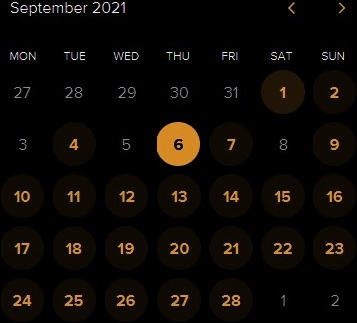 September 2021
MON TUE WED THU FRI SAT SUN
27 28 29 30 31 1 2
3 4 5 6 7 8 9
10 11 12 13 14 15 16
17 18 19 20 21 22 23
24 25 26 27 28 1 2